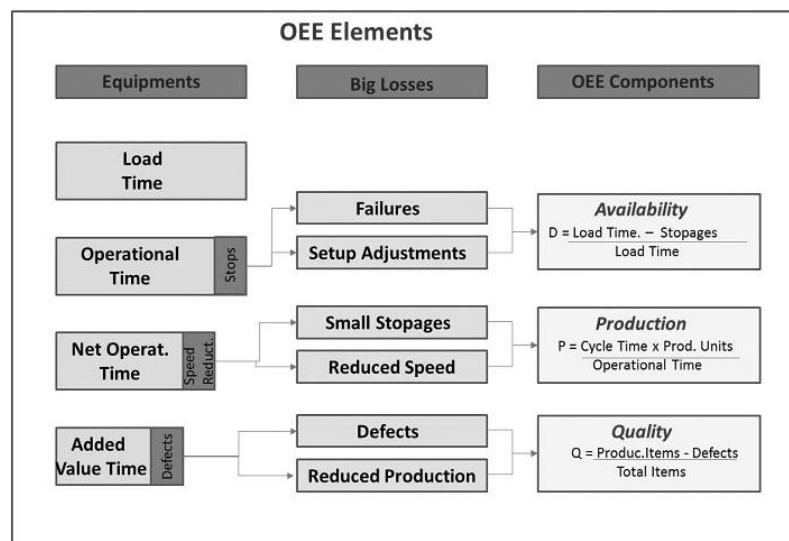 OEE Elements
Equipments
Big Losses
OEE Components
Load
Time
Operational
Time
Stops
Failures
Setup Adjustments
Availability
D = Load Time. – Stopages
Load Time
Net Operat.
Time
Speed
Reduct.
Small Stopages
Reduced Speed
Production
P = Cycle Time x Prod. Units
Operational Time
Added
Value Time
Defects
Defects
Reduced Production
Quality
Q = Produc.Items - Defects
Total Items